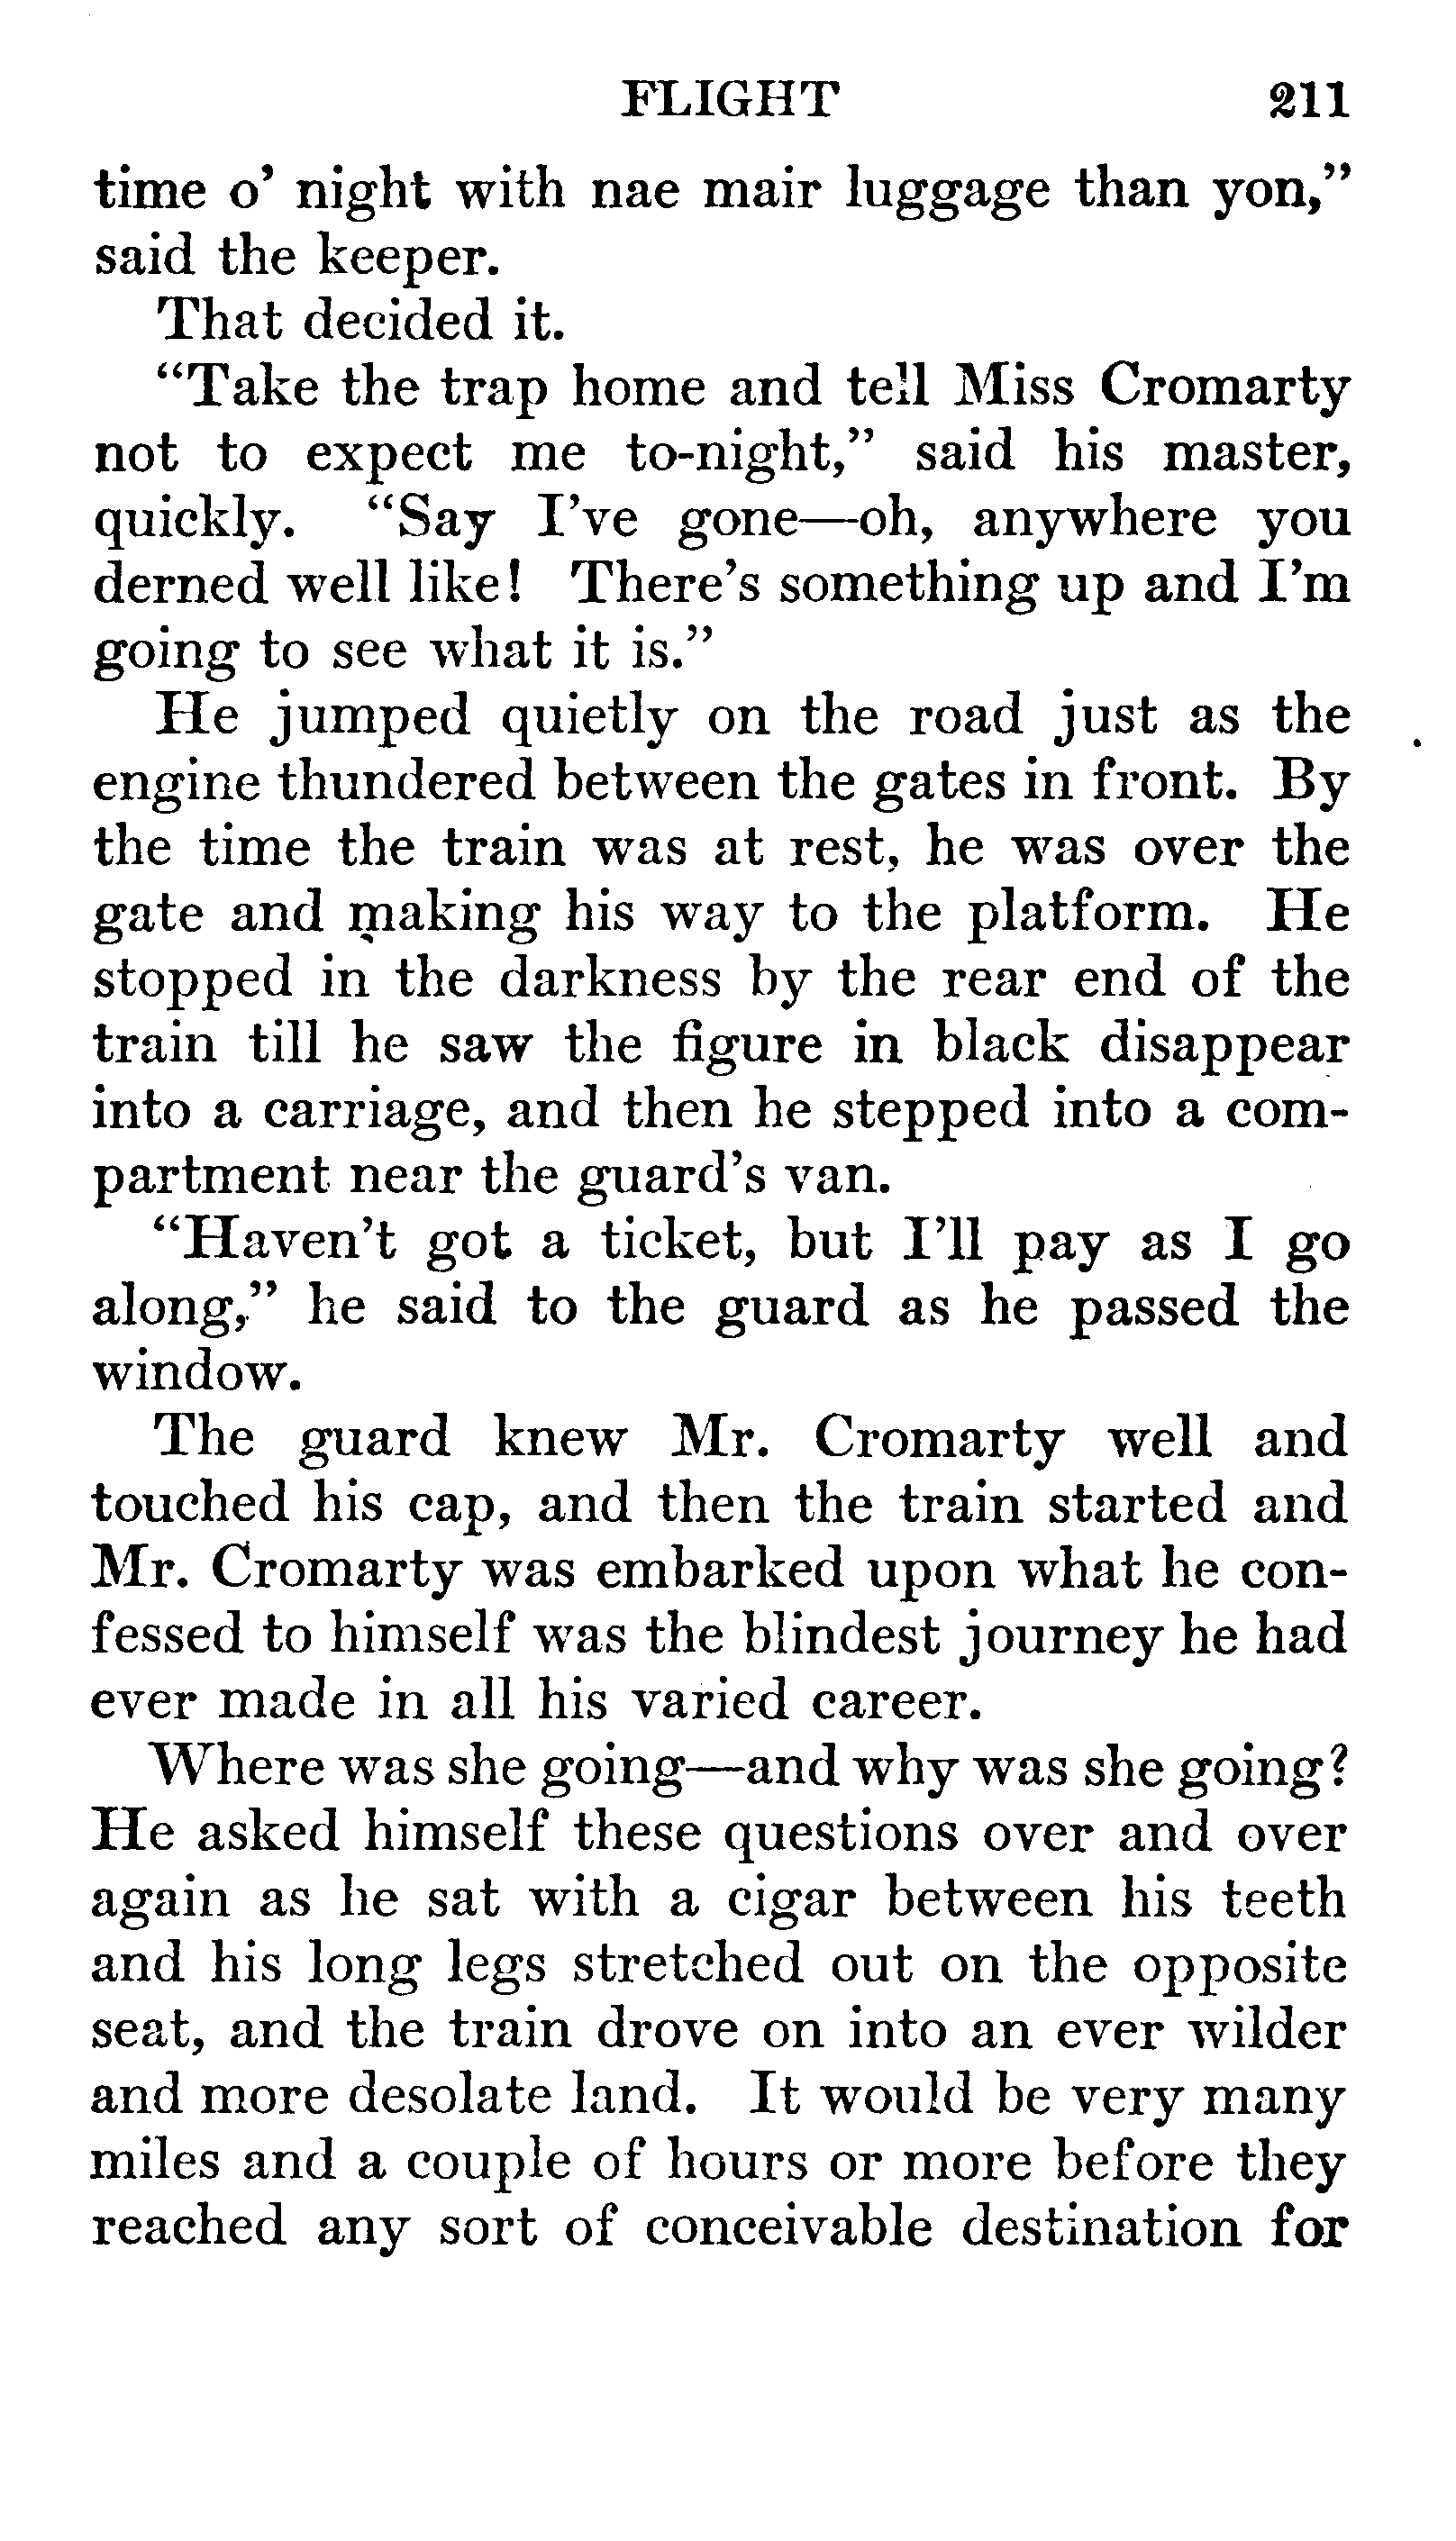 FLIGHT 211
time o' night with nae mair luggage than yon,"
said the keeper.
That decided it.
"Take the trap home and tell Miss Cromarty
not to expect me to-night," said his master,
quickly. "Say I've gone—oh, anywhere you
derned well like! There's something up and I'm
going to see what it is."
He jumped quietly on the road just as the
engine thundered between the gates in front. By
the time the train was at rest, he was over the
gate and making his way to the platform. He
stopped in the darkness by the rear end of the
train till he saw the figure in black disappear
into a carriage, and then he stepped into a com-
partment near the guard's van.
"Haven't got a ticket, but I'll pay as I go
along," he said to the guard as he passed the
window.
The guard knew Mr. Cromarty well and
touched his cap, and then the train started and
Mr. Cromarty was embarked upon what he con-
fessed to himself was the blindest journey he had
ever made in all his varied career.
Where was she going—and why was she going?
He asked himself these questions over and over
again as he sat with a cigar between his teeth
and his long legs stretched out on the opposite
seat, and the train drove on into an ever wilder
and more desolate land. It would be very many
miles and a couple of hours or more before they
reached any sort of conceivable destination for